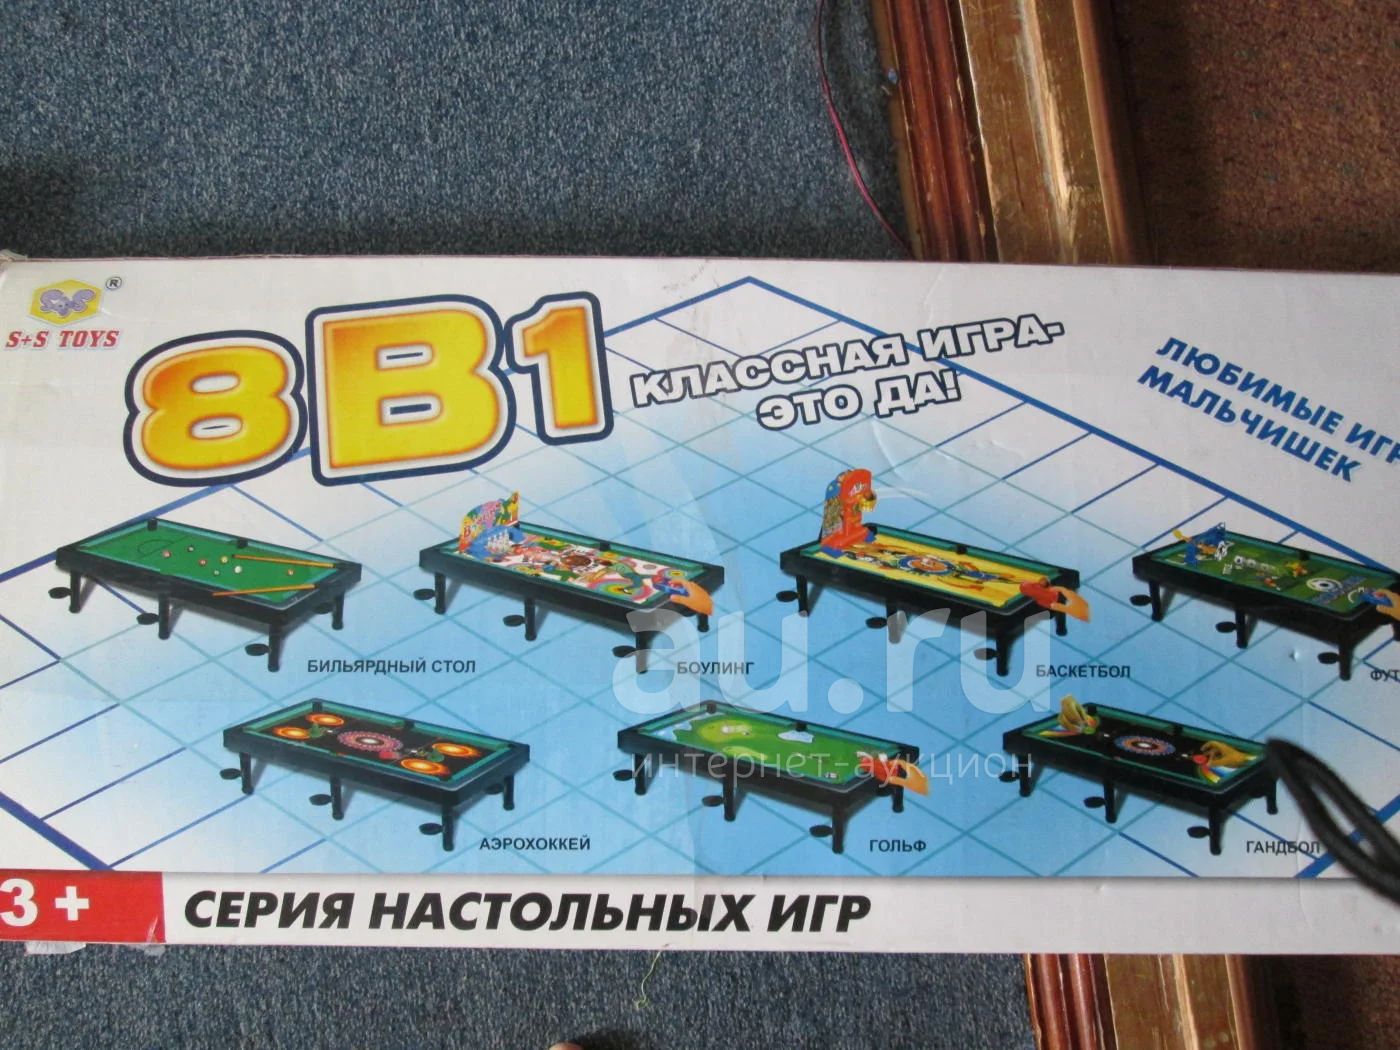 S+S TOYS
®
8В1
КЛАССНАЯ ИГРА-
ЭТО ДА!
ЛЮБИМЫЕ ИГР
МАЛЬЧИШЕК
БИЛЬЯРДНЫЙ СТОЛ
БОУЛИНГ
БАСКЕТБОЛ
ФУТ
au.ru
интернет-аукцион
АЭРОХОККЕЙ
ГОЛЬФ
ГАНДБОЛ
3+
СЕРИЯ НАСТОЛЬНЫХ ИГР